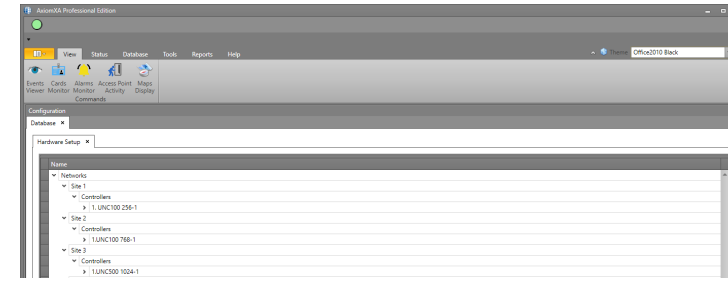 AxiomXA Professional Edition
View Status Database Tools Reports Help
Theme Office2010 Black
Events Viewer
Cards Monitor
Alarms Monitor
Access Point Activity
Maps Display
Commands
Configuration
Database ×
Hardware Setup ×
Name
Networks
Site 1
Controllers
1. UNC100 256-1
Site 2
Controllers
1.UNC100 768-1
Site 3
Controllers
1.UNC500 1024-1